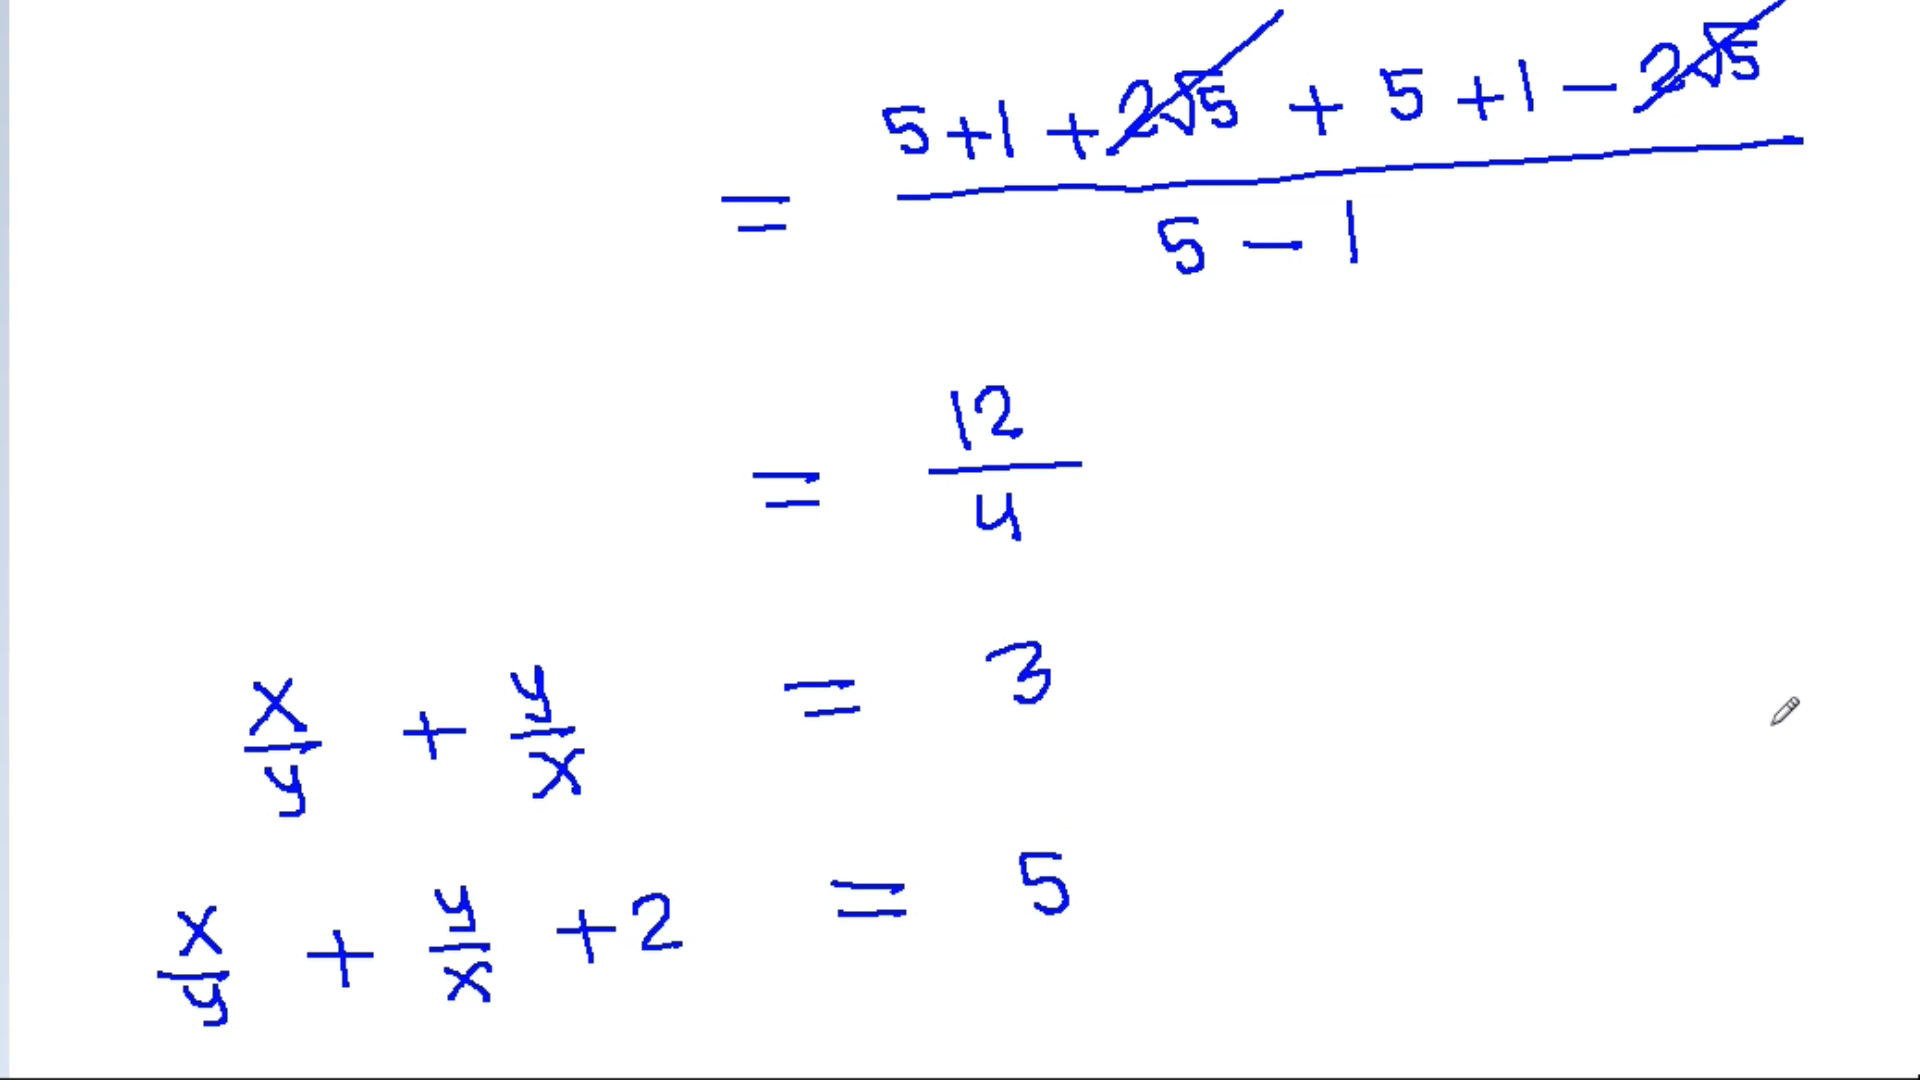 = (5+1 + 2√5 + 5+1 − 2√5) / (5 − 1)
= 12/4
x/y + y/x = 3
x/y + y/x + 2 = 5